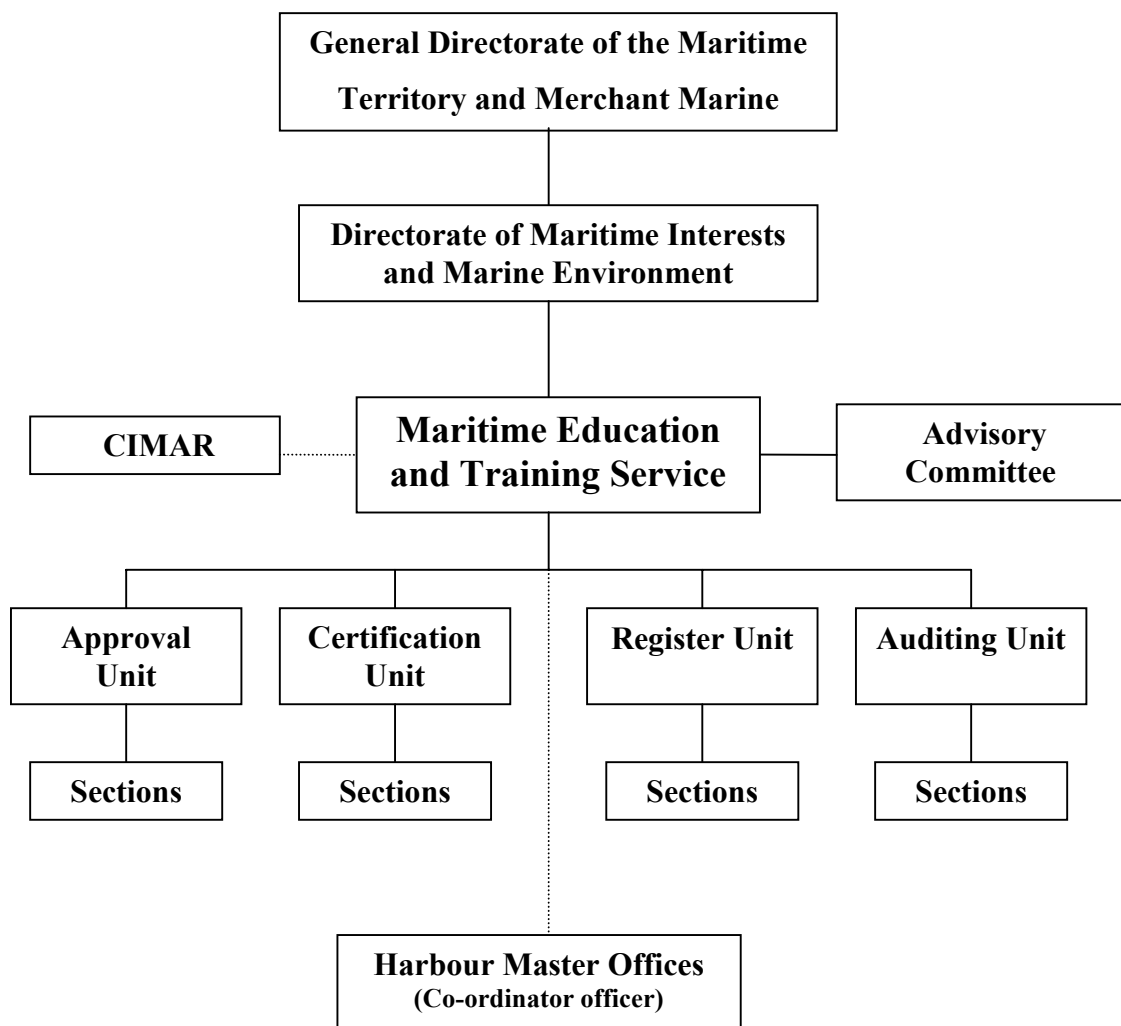 General Directorate of the Maritime
Territory and Merchant Marine
Directorate of Maritime Interests
and Marine Environment
CIMAR
Maritime Education
and Training Service
Advisory
Committee
Approval
Unit
Certification
Unit
Register Unit
Auditing Unit
Sections
Sections
Sections
Sections
Harbour Master Offices
(Co-ordinator officer)